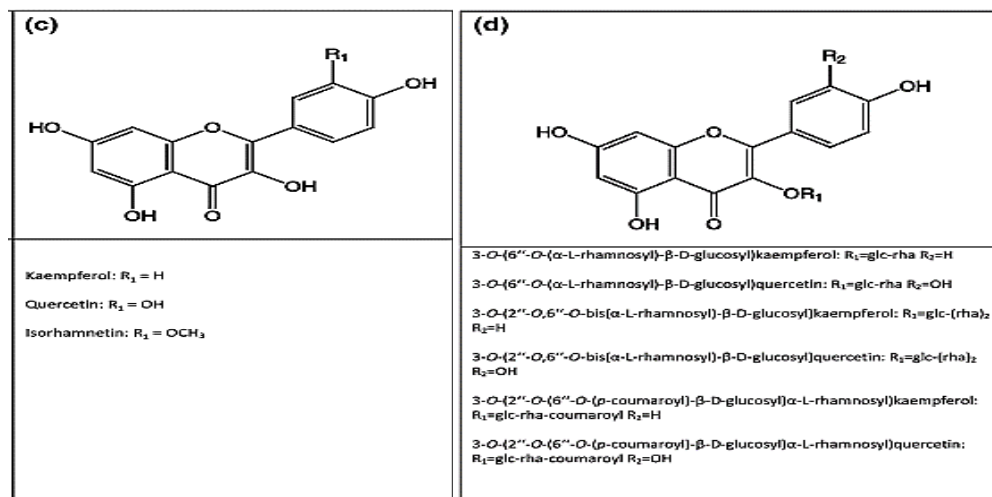 (c)
R₁
OH
HO
O
OH
OH
O
Kaempferol: R₁ = H
Quercetin: R₁ = OH
Isorhamnetin: R₁ = OCH₃
(d)
R₂
OH
HO
O
OR₁
OH
O
3-O-(6′′-O-(α-L-rhamnosyl)-β-D-glucosyl)kaempferol: R₁=glc-rha R₂=H
3-O-(6′′-O-(α-L-rhamnosyl)-β-D-glucosyl)quercetin: R₁=glc-rha R₂=OH
3-O-(2′′-O,6′′-O-bis(α-L-rhamnosyl)-β-D-glucosyl)kaempferol: R₁=glc-(rha)₂
R₂=H
3-O-(2′′-O,6′′-O-bis(α-L-rhamnosyl)-β-D-glucosyl)quercetin: R₁=glc-(rha)₂
R₂=OH
3-O-(2′′-O-(6′′-O-(p-coumaroyl)-β-D-glucosyl)α-L-rhamnosyl)kaempferol:
R₁=glc-rha-coumaroyl R₂=H
3-O-(2′′-O-(6′′-O-(p-coumaroyl)-β-D-glucosyl)α-L-rhamnosyl)quercetin:
R₁=glc-rha-coumaroyl R₂=OH